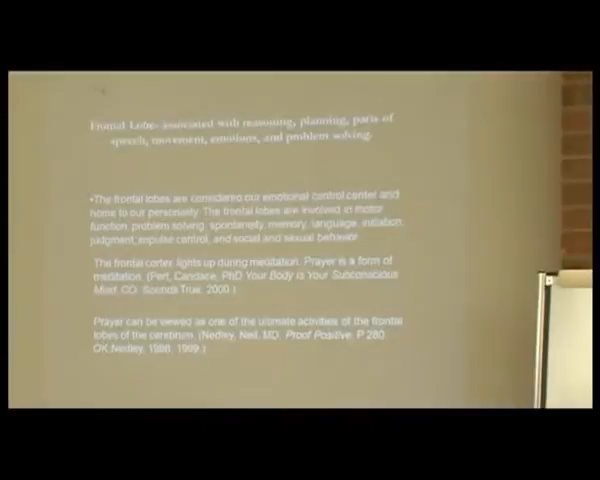 Frontal Lobe- associated with reasoning, planning, parts of
speech, movement, emotions, and problem solving.
•The frontal lobes are considered our emotional control center and
home to our personality. The frontal lobes are involved in motor
function, problem solving, spontaneity, memory, language, initiation,
judgment, impulse control, and social and sexual behavior.
The frontal cortex lights up during meditation. Prayer is a form of
meditation. (Pert, Candace, PhD Your Body is Your Subconscious
Mind. CO: Sounds True, 2000.)
Prayer can be viewed as one of the ultimate activities of the frontal
lobes of the cerebrum. (Nedley, Neil, MD. Proof Positive. P 280
OK:Nedley, 1998, 1999.)